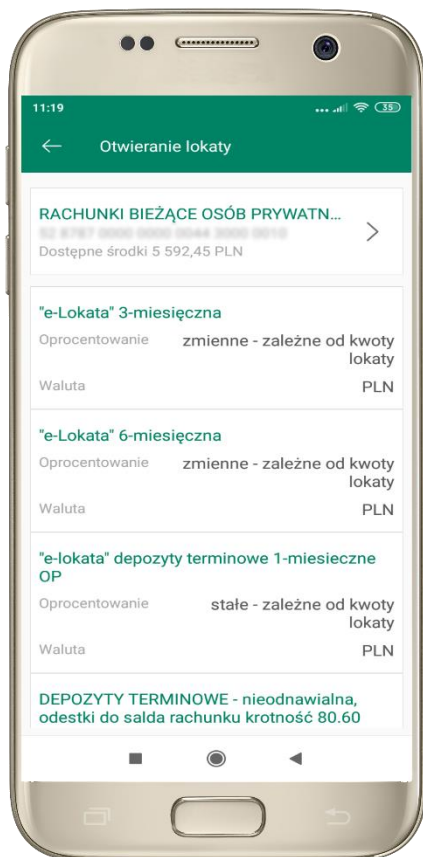 11:19
35
Otwieranie lokaty
RACHUNKI BIEŻĄCE OSÓB PRYWATN...
Dostępne środki 5 592,45 PLN
"e-Lokata" 3-miesięczna
Oprocentowanie zmienne - zależne od kwoty
lokaty
Waluta PLN
"e-Lokata" 6-miesięczna
Oprocentowanie zmienne - zależne od kwoty
lokaty
Waluta PLN
"e-lokata" depozyty terminowe 1-miesieczne
OP
Oprocentowanie stałe - zależne od kwoty
lokaty
Waluta PLN
DEPOZYTY TERMINOWE - nieodnawialna,
odestki do salda rachunku krotność 80.60